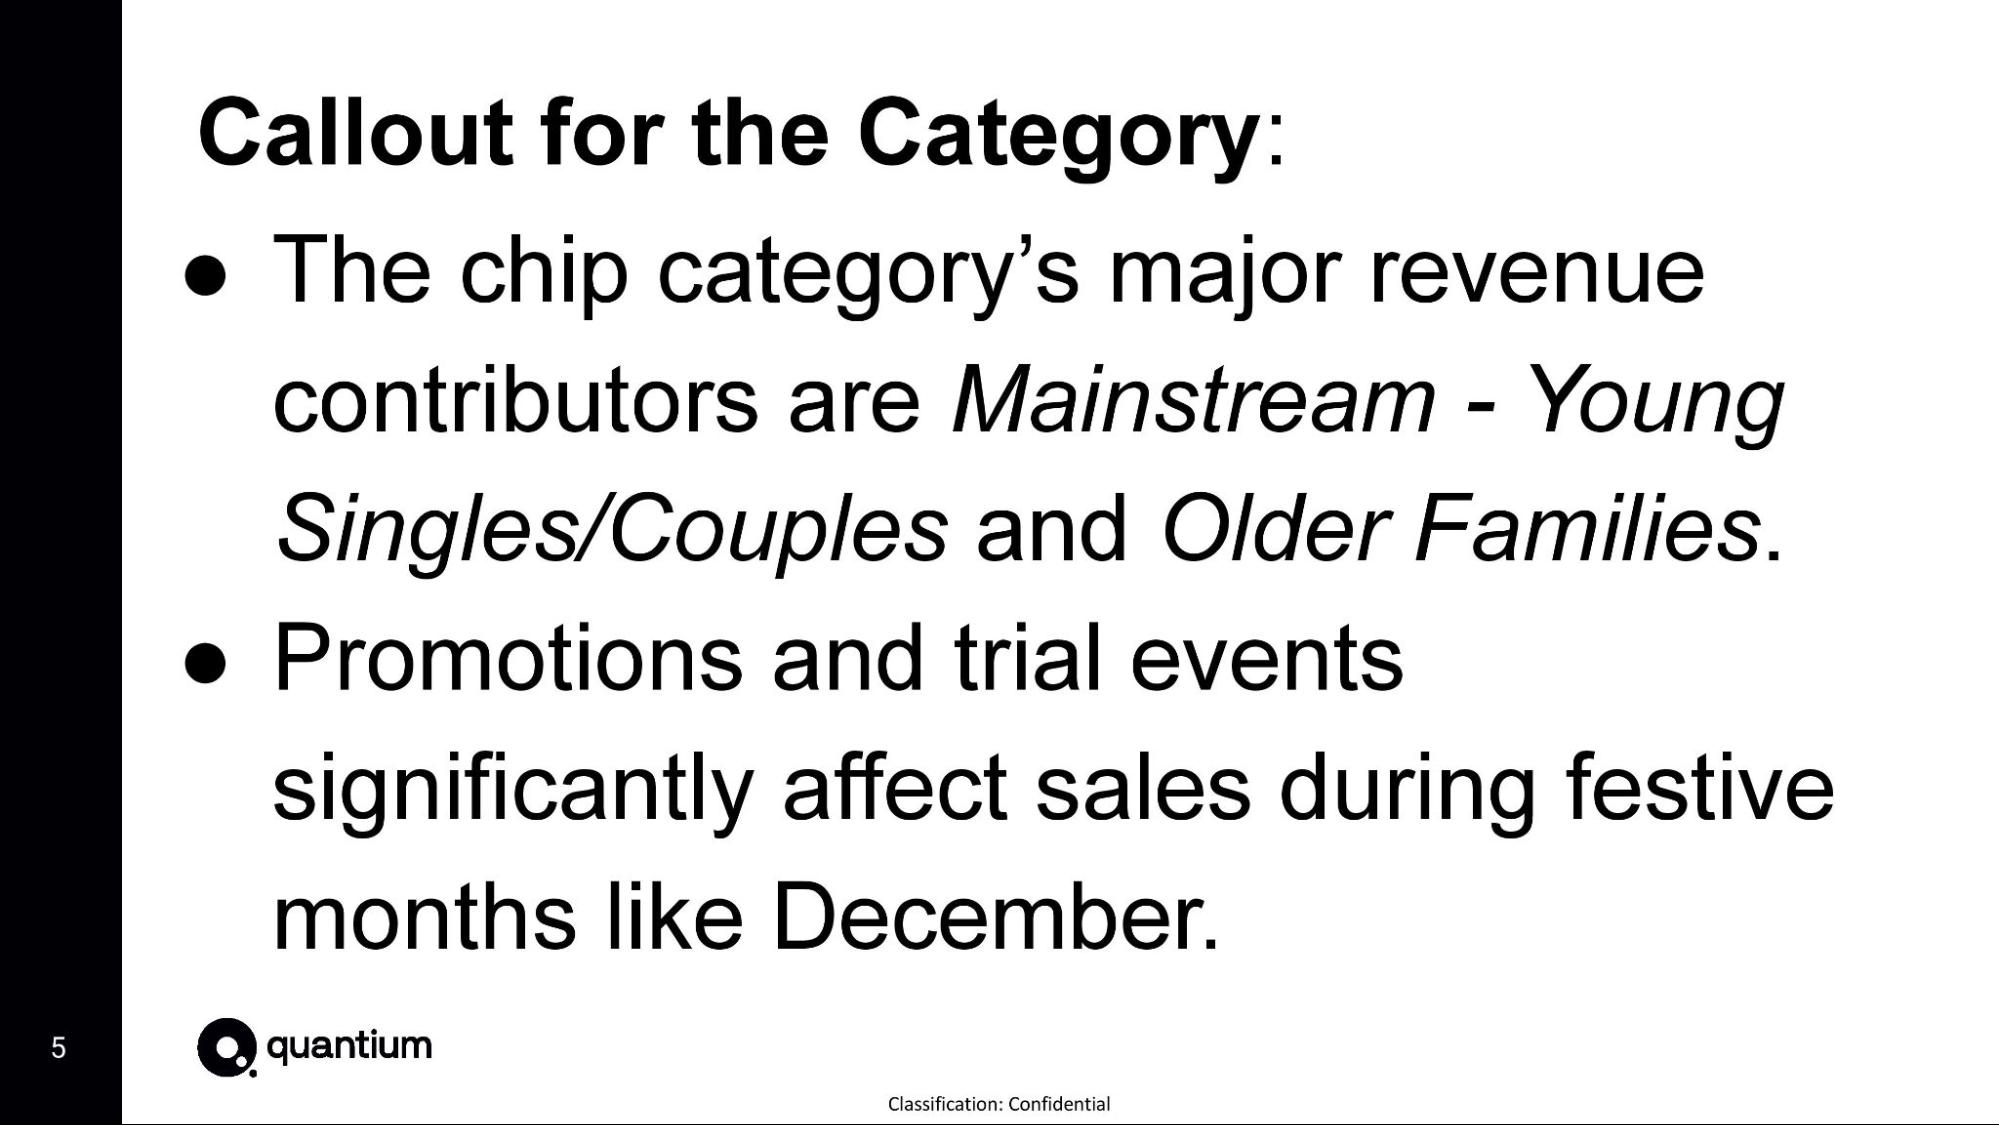 Callout for the Category:
● The chip category’s major revenue
contributors are Mainstream - Young
Singles/Couples and Older Families.
● Promotions and trial events
significantly affect sales during festive
months like December.
5
quantium
Classification: Confidential